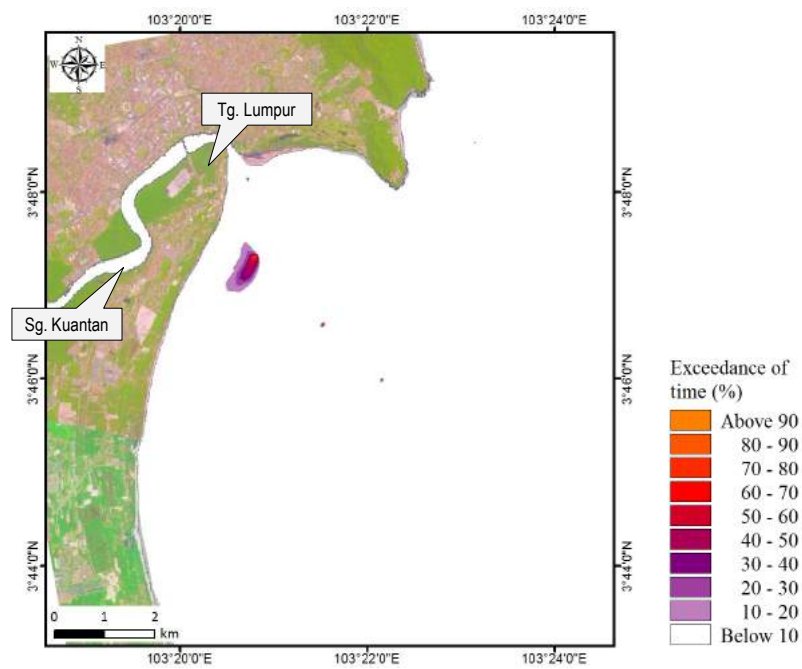 103°20'0"E 103°22'0"E 103°24'0"E
N
W E
S
Tg. Lumpur
3°48'0"N 3°48'0"N
Sg. Kuantan
3°46'0"N 3°46'0"N
Exceedance of
time (%)
Above 90
80 - 90
70 - 80
60 - 70
50 - 60
40 - 50
30 - 40
20 - 30
10 - 20
Below 10
3°44'0"N 3°44'0"N
0 1 2
km
103°20'0"E 103°22'0"E 103°24'0"E